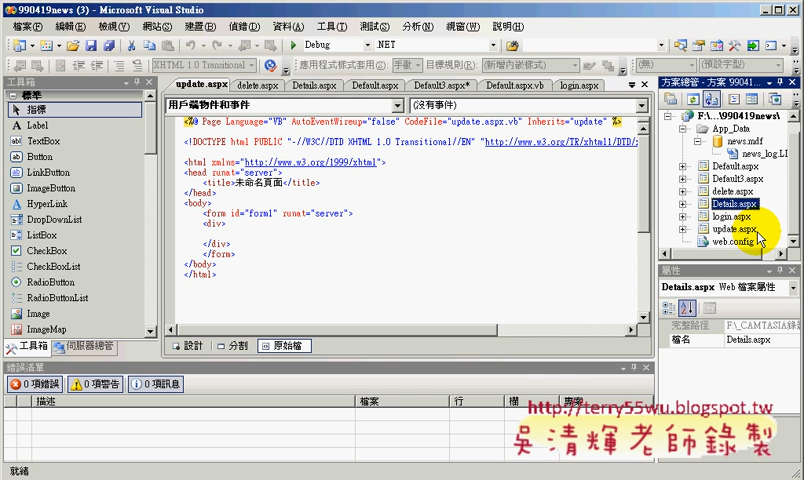 990419news (3) - Microsoft Visual Studio
檔案(F) 編輯(E) 檢視(V) 網站(S) 建置(B) 偵錯(D) 資料(A) 工具(T) 測試(S) 分析(N) 視窗(W) 說明(H)
Debug .NET
XHTML 1.0 Transitional 應用程式樣式套用: 手動 目標規則(R): (新增內嵌樣式) (無) (預設字型)
工具箱
標準
指標
Label
TextBox
Button
LinkButton
ImageButton
HyperLink
DropDownList
ListBox
CheckBox
CheckBoxList
RadioButton
RadioButtonList
Image
ImageMap
工具箱 伺服器總管
update.aspx delete.aspx Details.aspx Default.aspx Default3.aspx* Default.aspx.vb login.aspx
用戶端物件和事件 (沒有事件)
<%@ Page Language="VB" AutoEventWireup="false" CodeFile="update.aspx.vb" Inherits="update" %>
<!DOCTYPE html PUBLIC "-//W3C//DTD XHTML 1.0 Transitional//EN" "http://www.w3.org/TR/xhtml1/DTD/
<html xmlns="http://www.w3.org/1999/xhtml">
<head runat="server">
<title>未命名頁面</title>
</head>
<body>
<form id="form1" runat="server">
<div>
</div>
</form>
</body>
</html>
設計 分割 原始檔
方案總管 - 方案 99041...
F:\...\990419news\
App_Data
news.mdf
news_log.LD
Default.aspx
Default3.aspx
delete.aspx
Details.aspx
login.aspx
update.aspx
web.config
屬性
Details.aspx Web 檔案屬性
完整路徑 F:\_CAMTASIA錄
檔名 Details.aspx
錯誤清單
0 項錯誤 0 項警告 0 項訊息
描述 檔案 行 欄 專案
http://terry55wu.blogspot.tw
吳清輝老師錄製
就緒